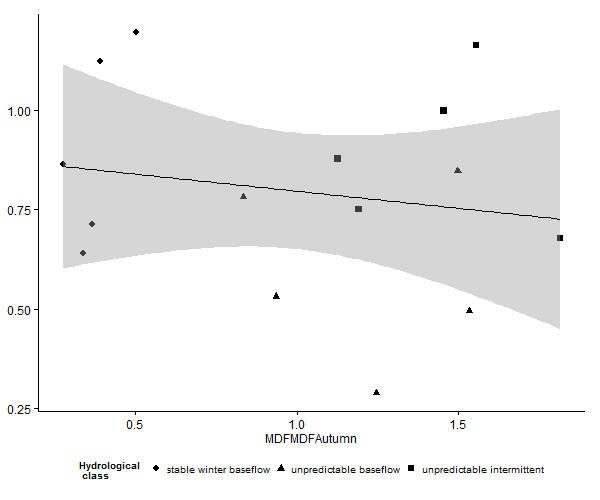 1.00
0.75
0.50
0.25
0.5 1.0 1.5
MDFMDFAutumn
Hydrological
class
stable winter baseflow unpredictable baseflow unpredictable intermittent